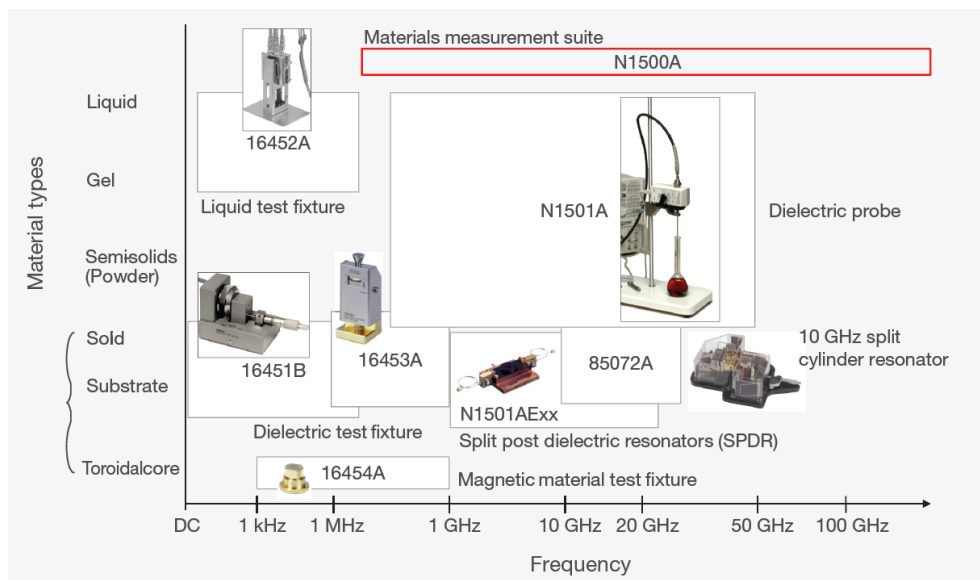 Materials measurement suite
N1500A
Material types
Liquid
16452A
Gel
Liquid test fixture
N1501A
Dielectric probe
Semisolids
(Powder)
Sold
16451B
16453A
85072A
10 GHz split
cylinder resonator
Substrate
N1501AExx
Dielectric test fixture
Split post dielectric resonators (SPDR)
Toroidalcore
16454A
Magnetic material test fixture
DC
1 kHz
1 MHz
1 GHz
10 GHz
20 GHz
50 GHz
100 GHz
Frequency